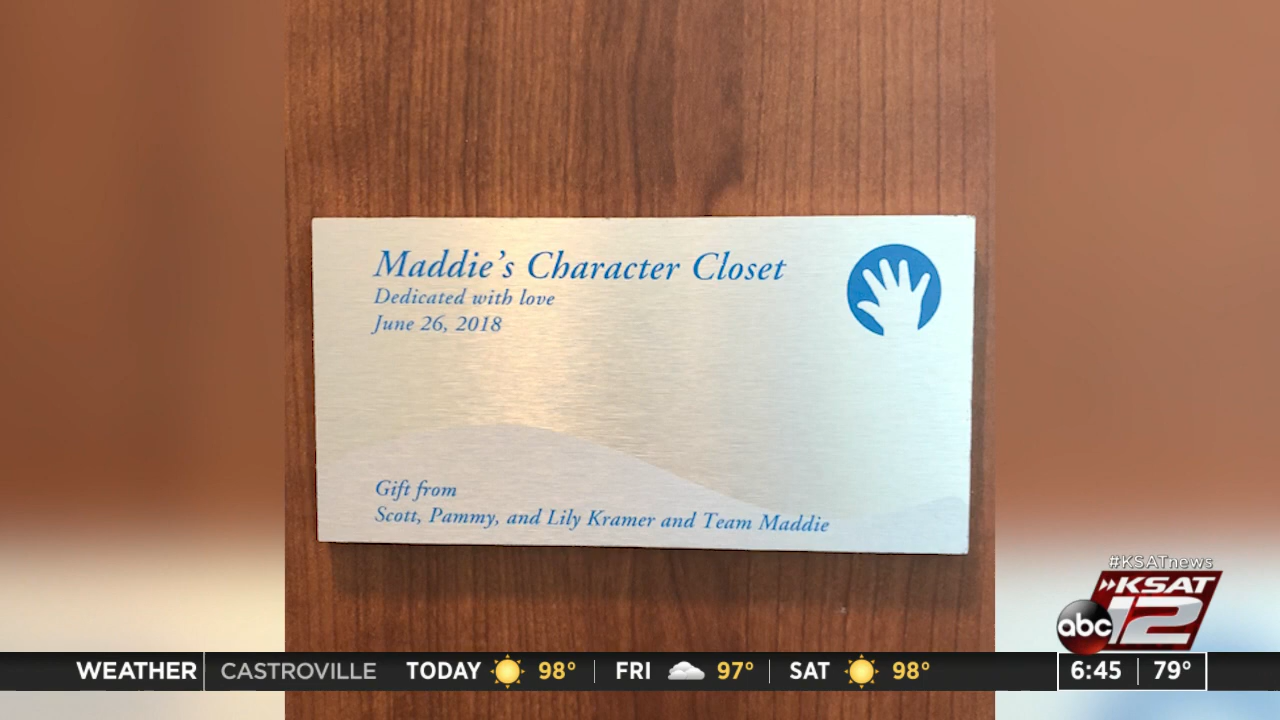 Maddie's Character Closet
Dedicated with love
June 26, 2018
Gift from
Scott, Pammy, and Lily Kramer and Team Maddie
#KSATnews
KSAT
abc 12
WEATHER CASTROVILLE TODAY 98° FRI 97° SAT 98° 6:45 79°